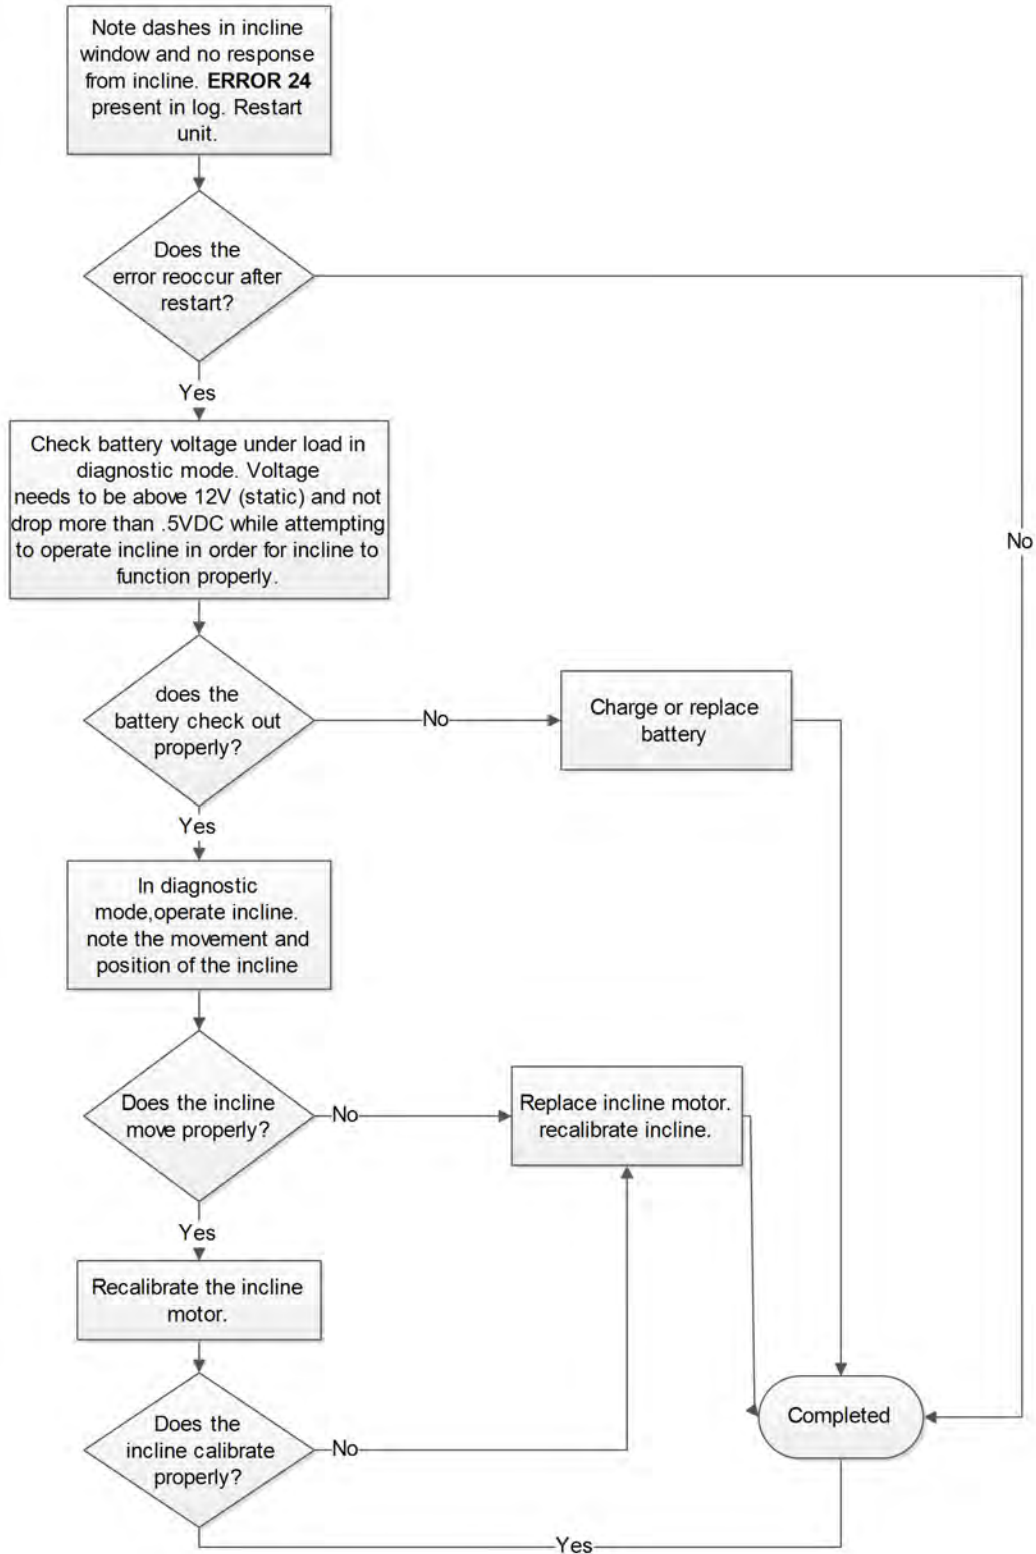 Note dashes in incline
window and no response
from incline. ERROR 24
present in log. Restart
unit.
Does the
error reoccur after
restart?
Yes
No
Check battery voltage under load in
diagnostic mode. Voltage
needs to be above 12V (static) and not
drop more than .5VDC while attempting
to operate incline in order for incline to
function properly.
does the
battery check out
properly?
No
Charge or replace
battery
Yes
In diagnostic
mode,operate incline.
note the movement and
position of the incline
Does the incline
move properly?
No
Replace incline motor.
recalibrate incline.
Yes
Recalibrate the incline
motor.
Does the
incline calibrate
properly?
No
Completed
Yes